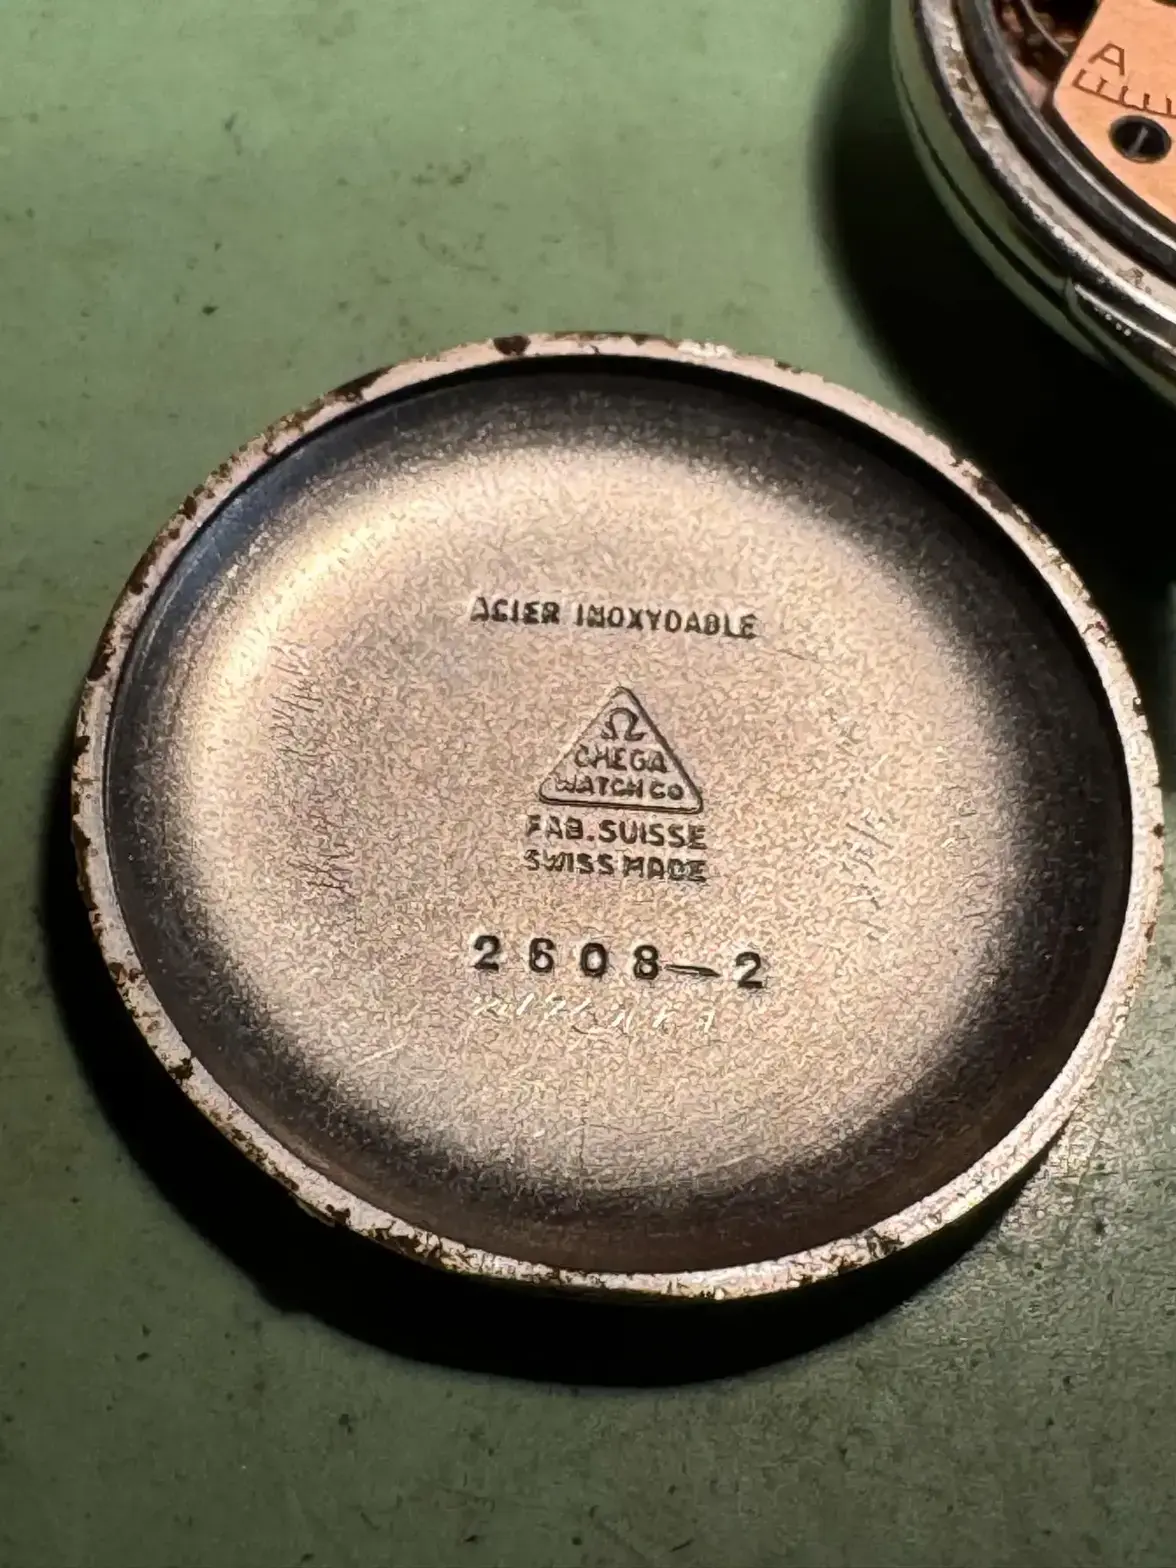 A
ACIER INOXYDABLE
Ω
OMEGA
WATCH CO
FAB. SUISSE
SWISS MADE
2608-2